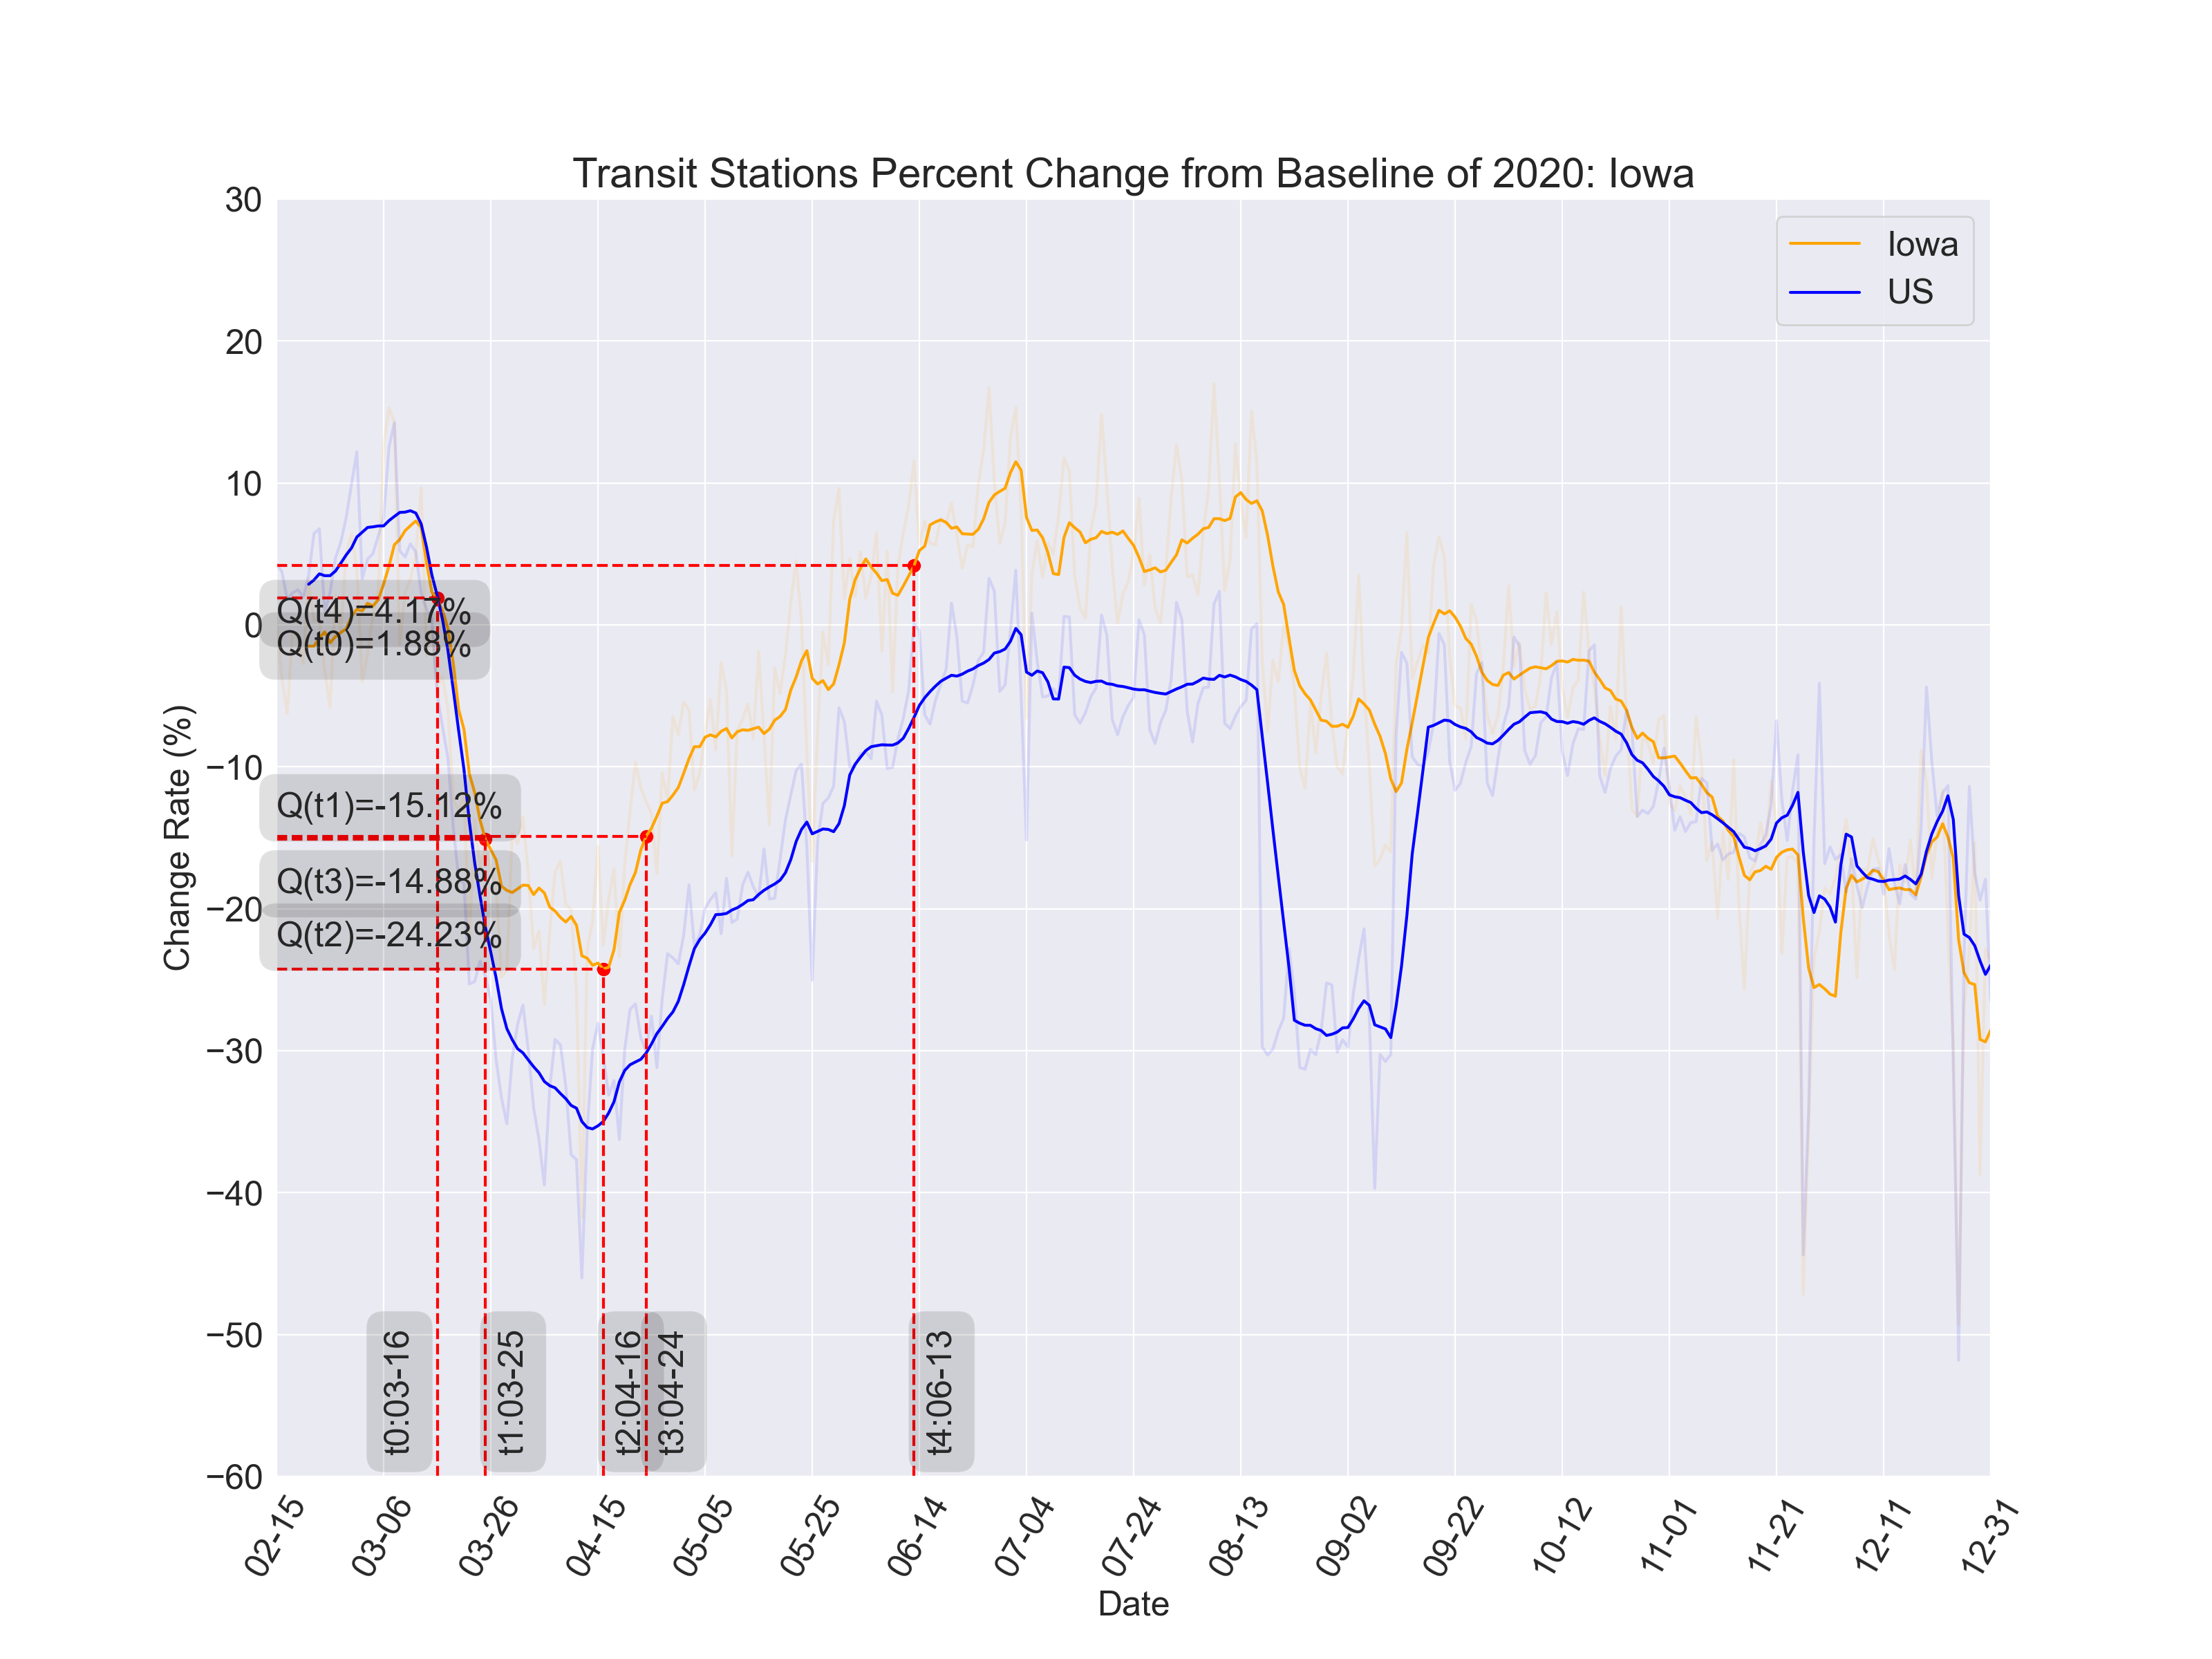 Transit Stations Percent Change from Baseline of 2020: Iowa
Iowa
US
Change Rate (%)
30
20
10
0
−10
−20
−30
−40
−50
−60
Q(t4)=4.17%
Q(t0)=1.88%
Q(t1)=-15.12%
Q(t3)=-14.88%
Q(t2)=-24.23%
t0:03-16
t1:03-25
t2:04-16
t3:04-24
t4:06-13
02-15
03-06
03-26
04-15
05-05
05-25
06-14
07-04
07-24
08-13
09-02
09-22
10-12
11-01
11-21
12-11
12-31
Date